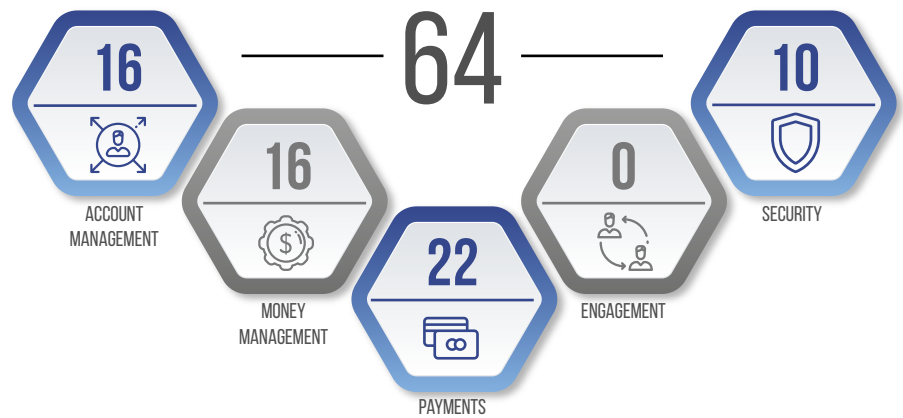 64
16
ACCOUNT
MANAGEMENT
16
$
MONEY
MANAGEMENT
22
PAYMENTS
0
ENGAGEMENT
10
SECURITY